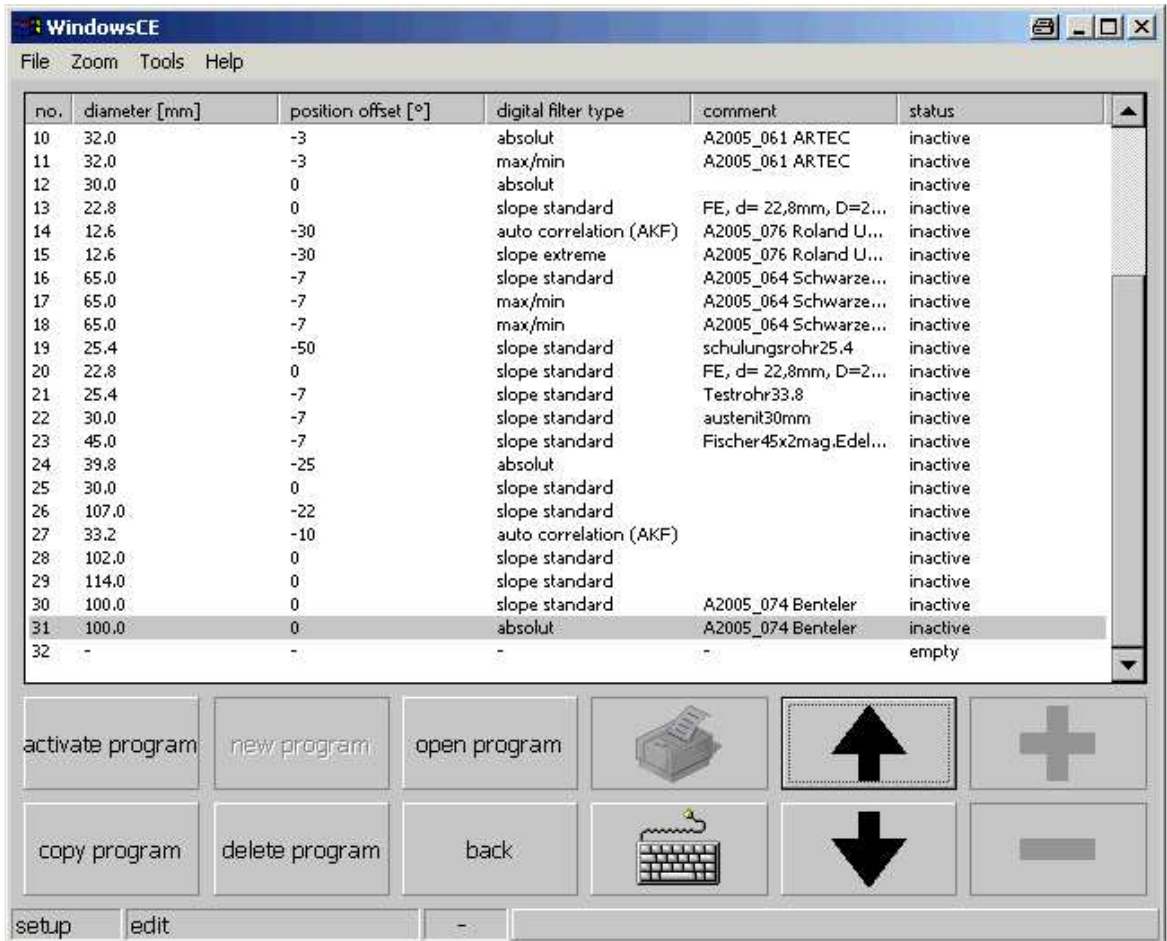 WindowsCE
File Zoom Tools Help
no. diameter [mm] position offset [°] digital filter type comment status
10 32.0 -3 absolut A2005_061 ARTEC inactive
11 32.0 -3 max/min A2005_061 ARTEC inactive
12 30.0 0 absolut inactive
13 22.8 0 slope standard FE, d= 22,8mm, D=2... inactive
14 12.6 -30 auto correlation (AKF) A2005_076 Roland U... inactive
15 12.6 -30 slope extreme A2005_076 Roland U... inactive
16 65.0 -7 slope standard A2005_064 Schwarze... inactive
17 65.0 -7 max/min A2005_064 Schwarze... inactive
18 65.0 -7 max/min A2005_064 Schwarze... inactive
19 25.4 -50 slope standard schulungsrohr25.4 inactive
20 22.8 0 slope standard FE, d= 22,8mm, D=2... inactive
21 25.4 -7 slope standard Testrohr33.8 inactive
22 30.0 -7 slope standard austenit30mm inactive
23 45.0 -7 slope standard Fischer45x2mag.Edel... inactive
24 39.8 -25 absolut inactive
25 30.0 0 slope standard inactive
26 107.0 -22 slope standard inactive
27 33.2 -10 auto correlation (AKF) inactive
28 102.0 0 slope standard inactive
29 114.0 0 slope standard inactive
30 100.0 0 slope standard A2005_074 Benteler inactive
31 100.0 0 absolut A2005_074 Benteler inactive
32 - - - - empty
activate program new program open program
copy program delete program back
setup edit -